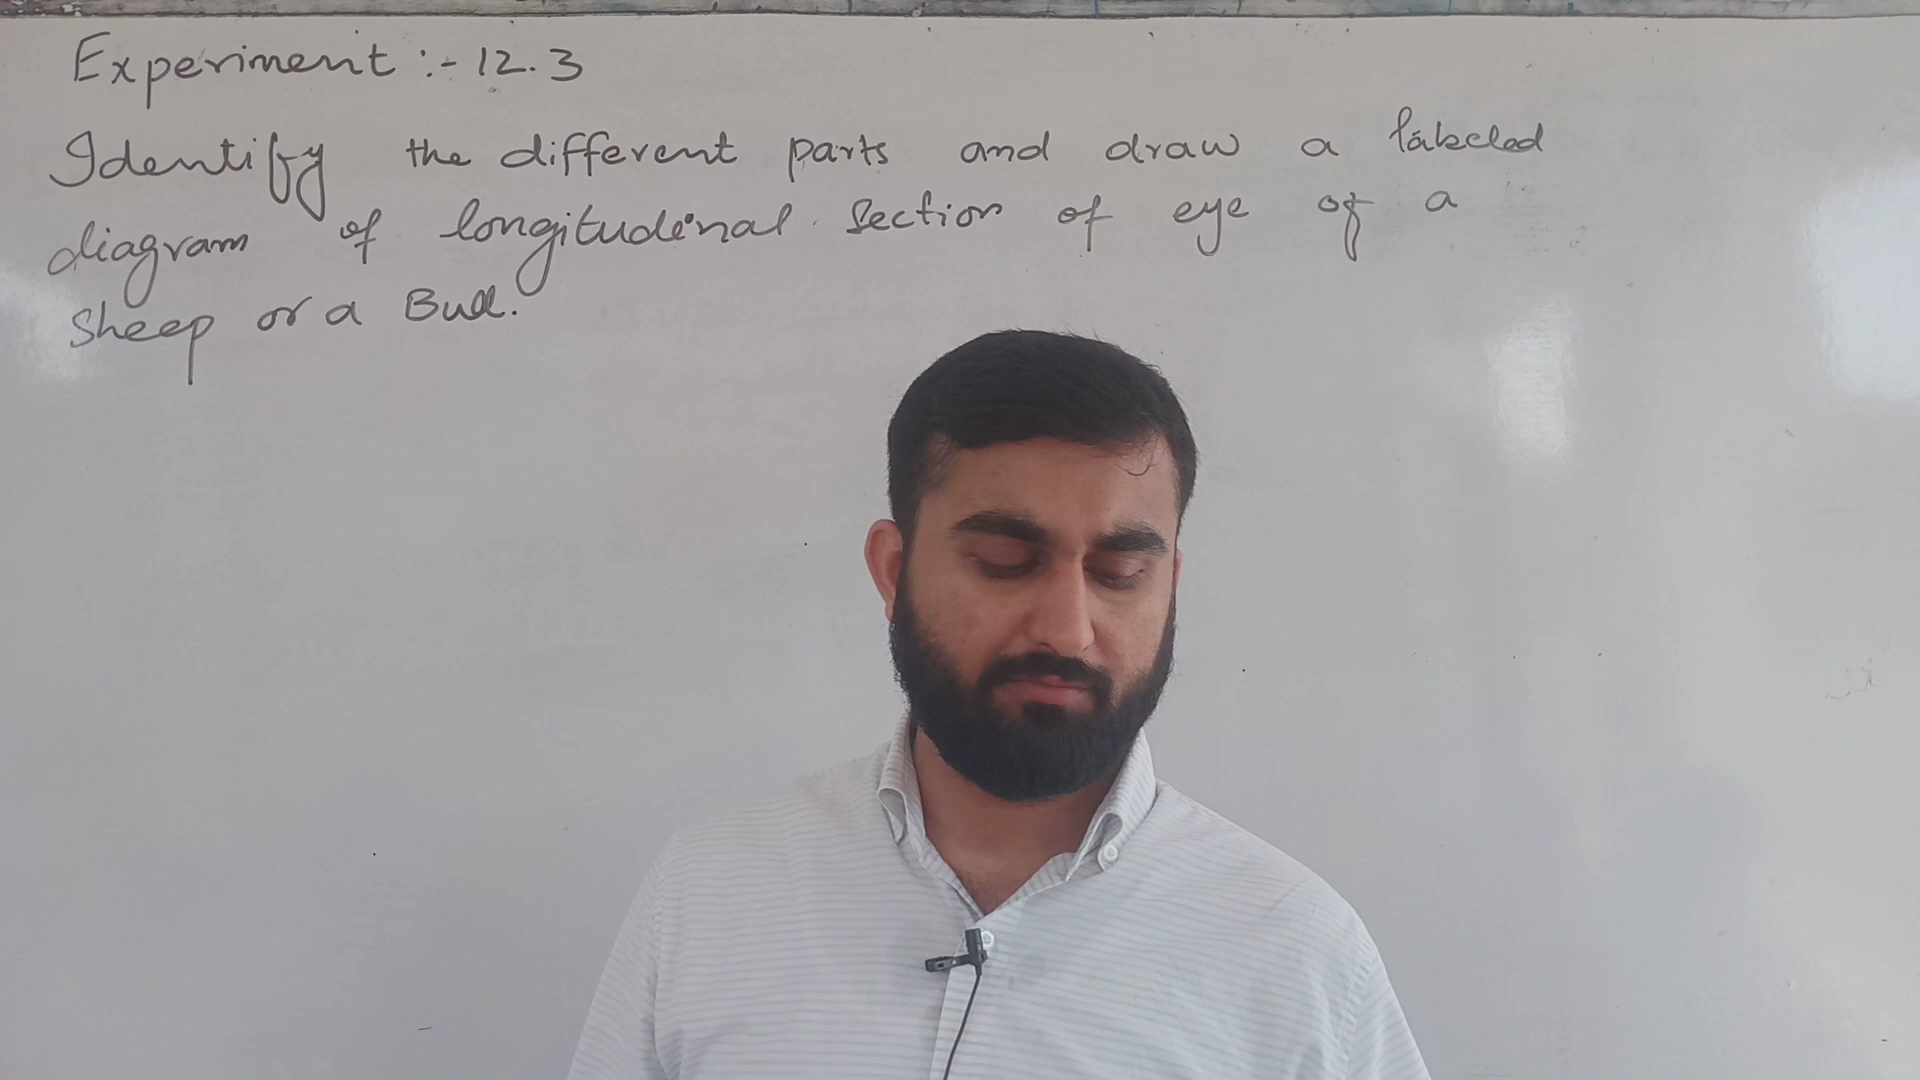 Experiment :- 12.3
Identify the different parts and draw a labeled
diagram of longitudinal section of eye of a
Sheep or a Bull.